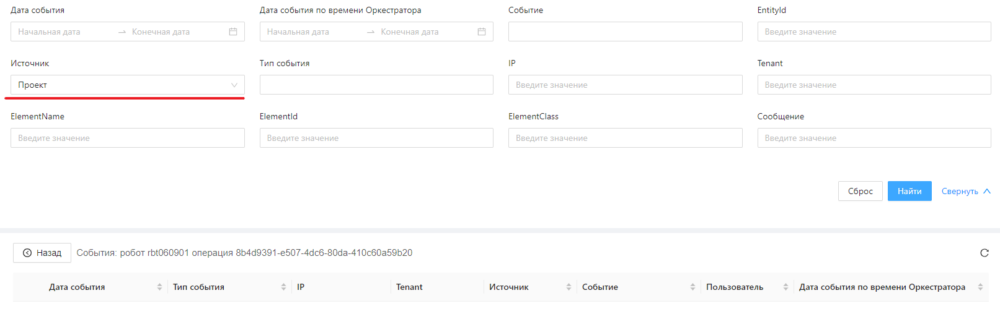 Дата события Дата события по времени Оркестратора Событие EntityId
Начальная дата → Конечная дата Начальная дата → Конечная дата Введите значение
Источник Тип события IP Tenant
Проект Введите значение Введите значение
ElementName ElementId ElementClass Сообщение
Введите значение Введите значение Введите значение Введите значение
Сброс Найти Свернуть
Назад События: робот rbt060901 операция 8b4d9391-e507-4dc6-80da-410c60a59b20
Дата события Тип события IP Tenant Источник Событие Пользователь Дата события по времени Оркестратора